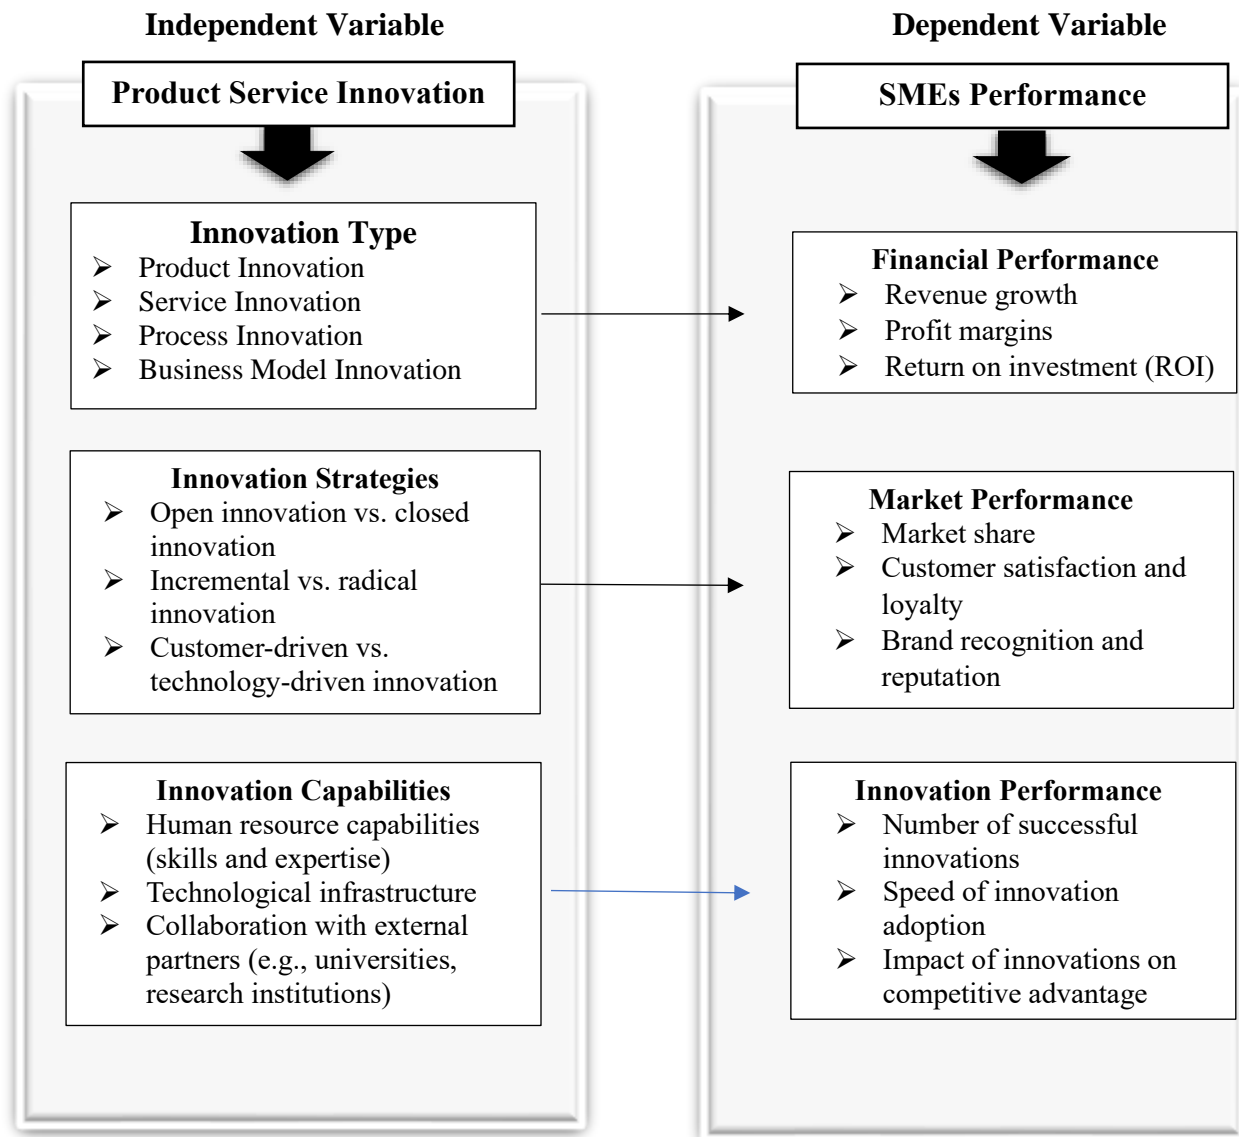 Independent Variable
Product Service Innovation
Innovation Type
➢ Product Innovation
➢ Service Innovation
➢ Process Innovation
➢ Business Model Innovation
Innovation Strategies
➢ Open innovation vs. closed
innovation
➢ Incremental vs. radical
innovation
➢ Customer-driven vs.
technology-driven innovation
Innovation Capabilities
➢ Human resource capabilities
(skills and expertise)
➢ Technological infrastructure
➢ Collaboration with external
partners (e.g., universities,
research institutions)
Dependent Variable
SMEs Performance
Financial Performance
➢ Revenue growth
➢ Profit margins
➢ Return on investment (ROI)
Market Performance
➢ Market share
➢ Customer satisfaction and
loyalty
➢ Brand recognition and
reputation
Innovation Performance
➢ Number of successful
innovations
➢ Speed of innovation
adoption
➢ Impact of innovations on
competitive advantage